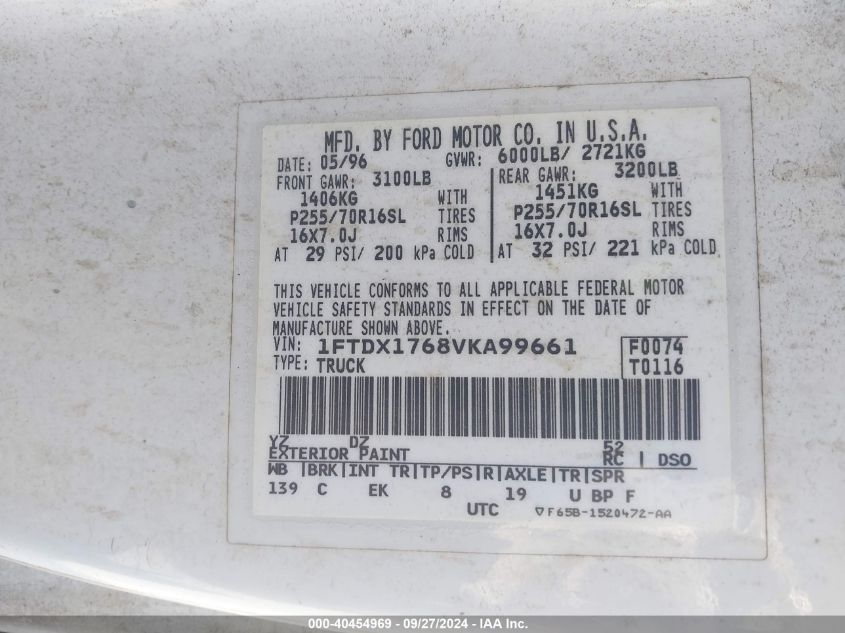 MFD. BY FORD MOTOR CO. IN U.S.A.
DATE: 05/96 GVWR: 6000LB/ 2721KG
FRONT GAWR: 3100LB REAR GAWR: 3200LB
1406KG WITH 1451KG WITH
P255/70R16SL TIRES P255/70R16SL TIRES
16X7.0J RIMS 16X7.0J RIMS
AT 29 PSI/ 200 kPa COLD AT 32 PSI/ 221 kPa COLD
THIS VEHICLE CONFORMS TO ALL APPLICABLE FEDERAL MOTOR
VEHICLE SAFETY STANDARDS IN EFFECT ON THE DATE OF
MANUFACTURE SHOWN ABOVE.
VIN: 1FTDX1768VKA99661 F0074
TYPE: TRUCK T0116
YZ DZ 52
EXTERIOR PAINT RC | DSO
WB |BRK|INT TR|TP/PS|R|AXLE|TR|SPR
139 C EK 8 19 U BP F
UTC ▽F65B-1520472-AA
000-40454969 - 09/27/2024 - IAA Inc.